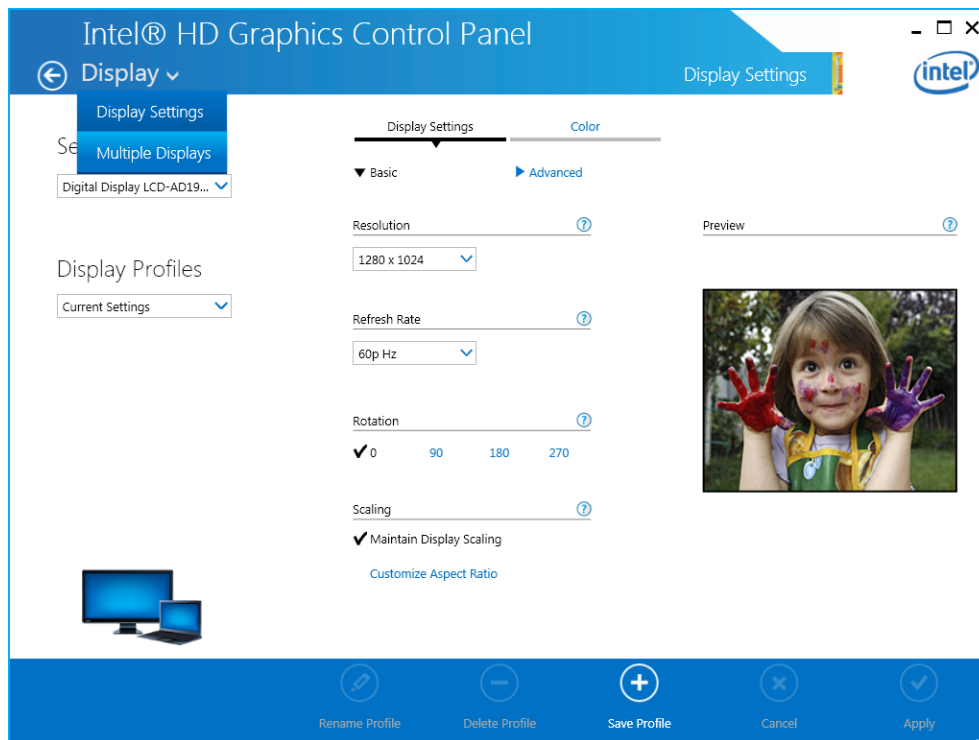 Intel® HD Graphics Control Panel
Display
Display Settings
intel®
Display Settings
Multiple Displays
Se
Digital Display LCD-AD19...
Display Profiles
Current Settings
Display Settings
Color
Basic
Advanced
Resolution
1280 x 1024
Refresh Rate
60p Hz
Rotation
0 90 180 270
Scaling
Maintain Display Scaling
Customize Aspect Ratio
Preview
Rename Profile
Delete Profile
Save Profile
Cancel
Apply